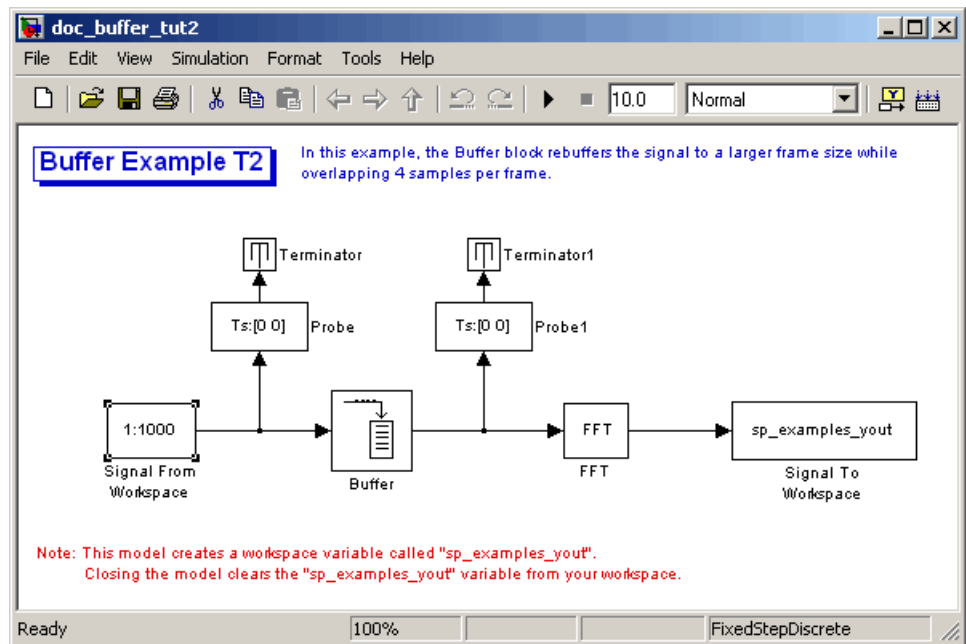 doc_buffer_tut2
File Edit View Simulation Format Tools Help
10.0 Normal
Buffer Example T2
In this example, the Buffer block rebuffers the signal to a larger frame size while
overlapping 4 samples per frame.
Terminator
Terminator1
Ts:[0 0] Probe
Ts:[0 0] Probe1
1:1000
FFT
sp_examples_yout
Signal From
Workspace
Buffer
FFT
Signal To
Workspace
Note: This model creates a workspace variable called "sp_examples_yout".
Closing the model clears the "sp_examples_yout" variable from your workspace.
Ready 100% FixedStepDiscrete